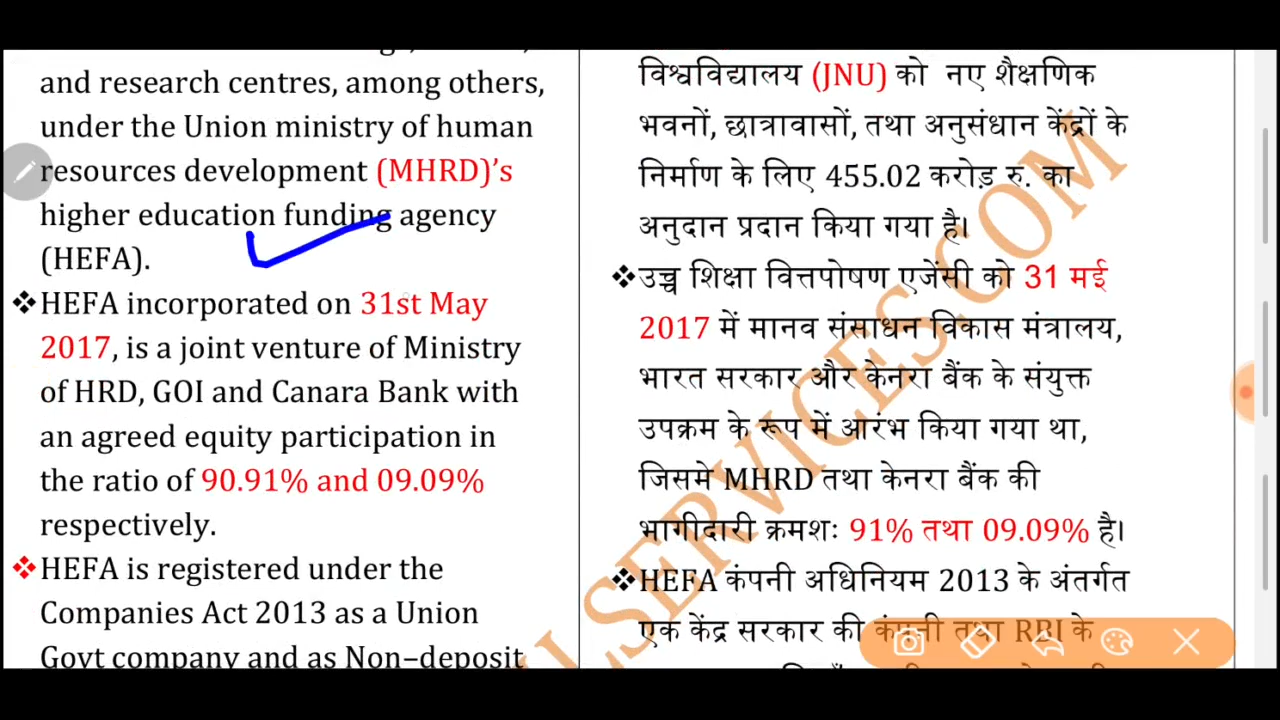 and research centres, among others,
under the Union ministry of human
resources development (MHRD)'s
higher education funding agency
(HEFA).
❖HEFA incorporated on 31st May
2017, is a joint venture of Ministry
of HRD, GOI and Canara Bank with
an agreed equity participation in
the ratio of 90.91% and 09.09%
respectively.
❖HEFA is registered under the
Companies Act 2013 as a Union
Govt company and as Non–deposit
विश्वविद्यालय (JNU) को नए शैक्षणिक
भवनों, छात्रावासों, तथा अनुसंधान केंद्रों के
निर्माण के लिए 455.02 करोड़ रु. का
अनुदान प्रदान किया गया है।
❖उच्च शिक्षा वित्तपोषण एजेंसी को 31 मई
2017 में मानव संसाधन विकास मंत्रालय,
भारत सरकार और केनरा बैंक के संयुक्त
उपक्रम के रूप में आरंभ किया गया था,
जिसमे MHRD तथा केनरा बैंक की
भागीदारी क्रमशः 91% तथा 09.09% है।
❖HEFA कंपनी अधिनियम 2013 के अंतर्गत
एक केंद्र सरकार की कंपनी तथा RBI के
LSERVICES.COM